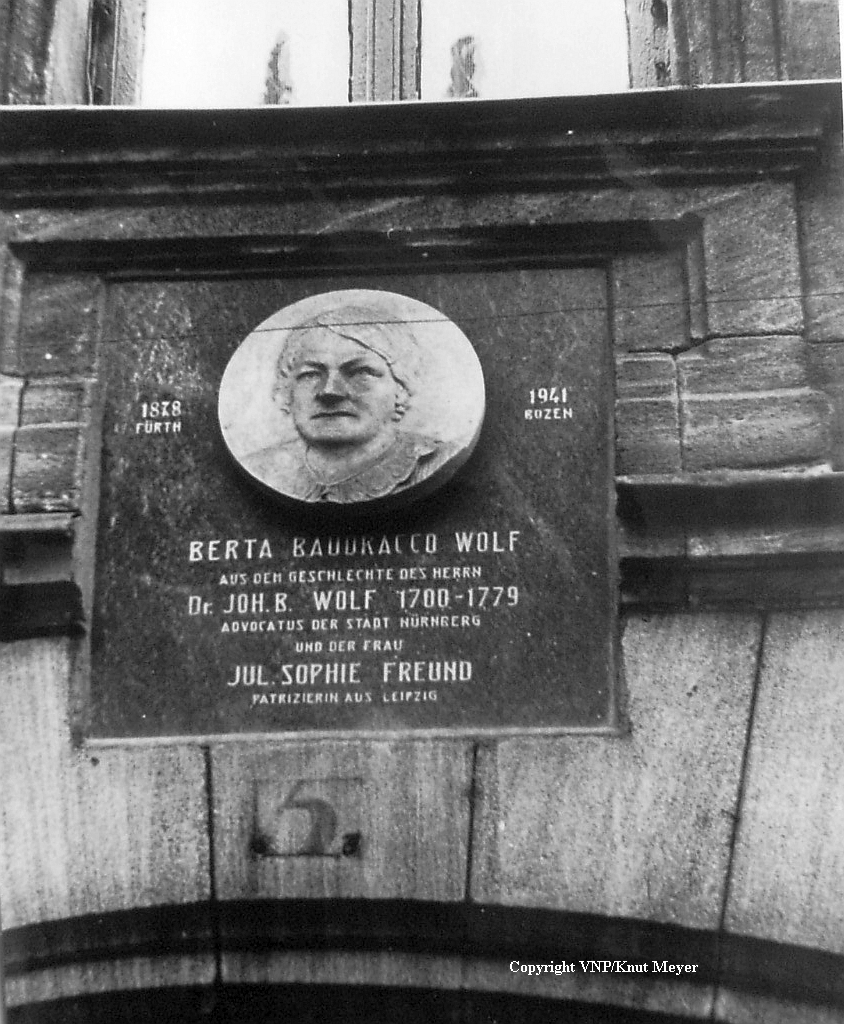 1878
FÜRTH
1941
BOZEN
BERTA BAUDRACCO WOLF
AUS DEM GESCHLECHTE DES HERRN
Dr. JOH.B. WOLF 1700-1779
ADVOCATUS DER STADT NÜRNBERG
UND DER FRAU
JUL. SOPHIE FREUND
PATRIZIERIN AUS LEIPZIG
5
Copyright VNP/Knut Meyer